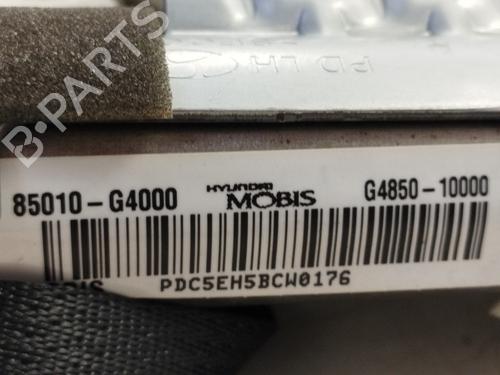 PD LH
B-PARTS
85010-G4000
HYUNDAI
MOBIS
G4850-10000
PDC5EH5BCW0176